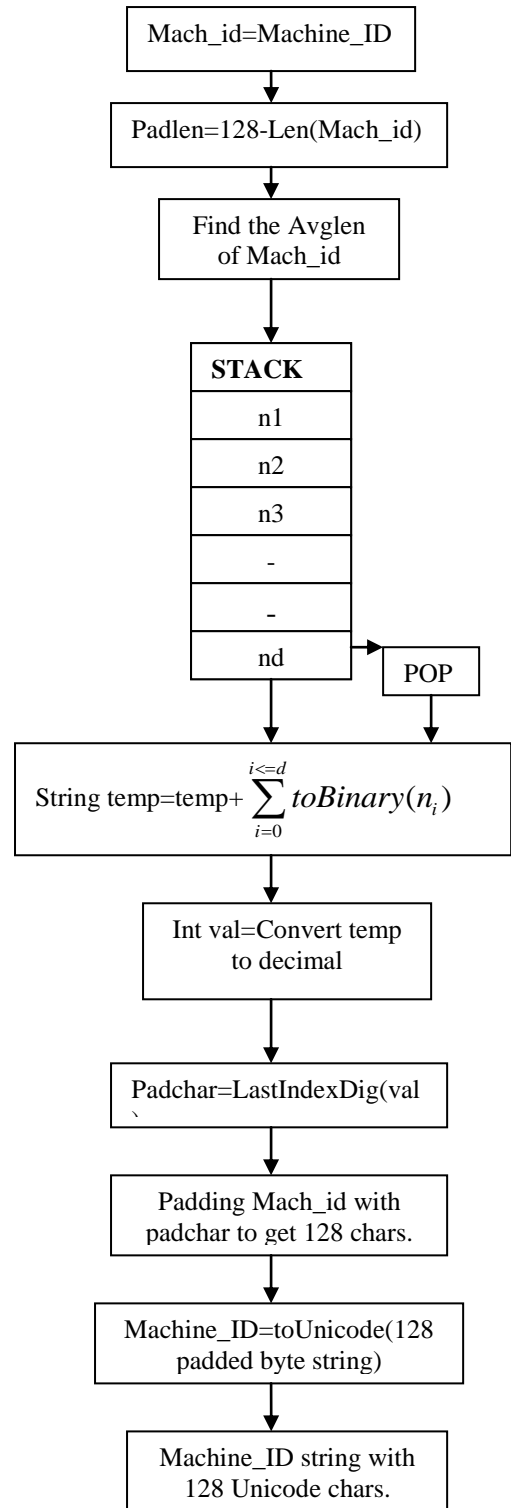 Mach_id=Machine_ID
Padlen=128-Len(Mach_id)
Find the Avglen
of Mach_id
STACK
n1
n2
n3
-
-
nd
POP
String temp=temp+ \sum_{i=0}^{i<=d} toBinary(n_i)
Int val=Convert temp
to decimal
Padchar=LastIndexDig(val
Padding Mach_id with
padchar to get 128 chars.
Machine_ID=toUnicode(128
padded byte string)
Machine_ID string with
128 Unicode chars.